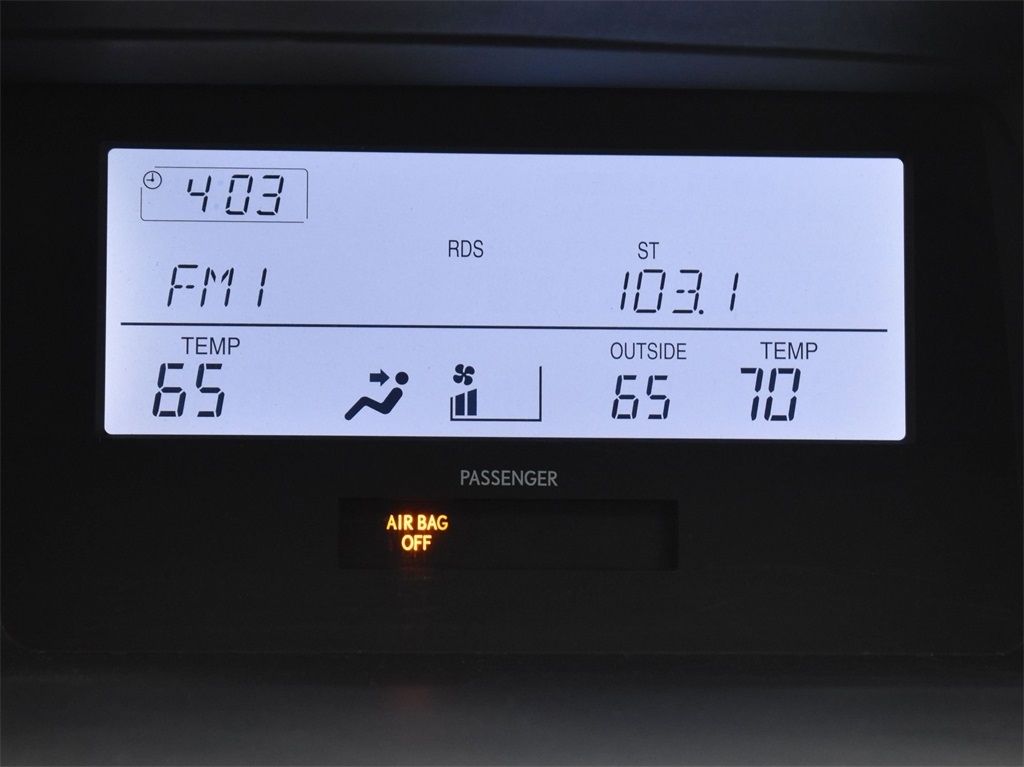 4:03
RDS ST
FM1 103.1
TEMP OUTSIDE TEMP
65 65 70
PASSENGER
AIR BAG
OFF